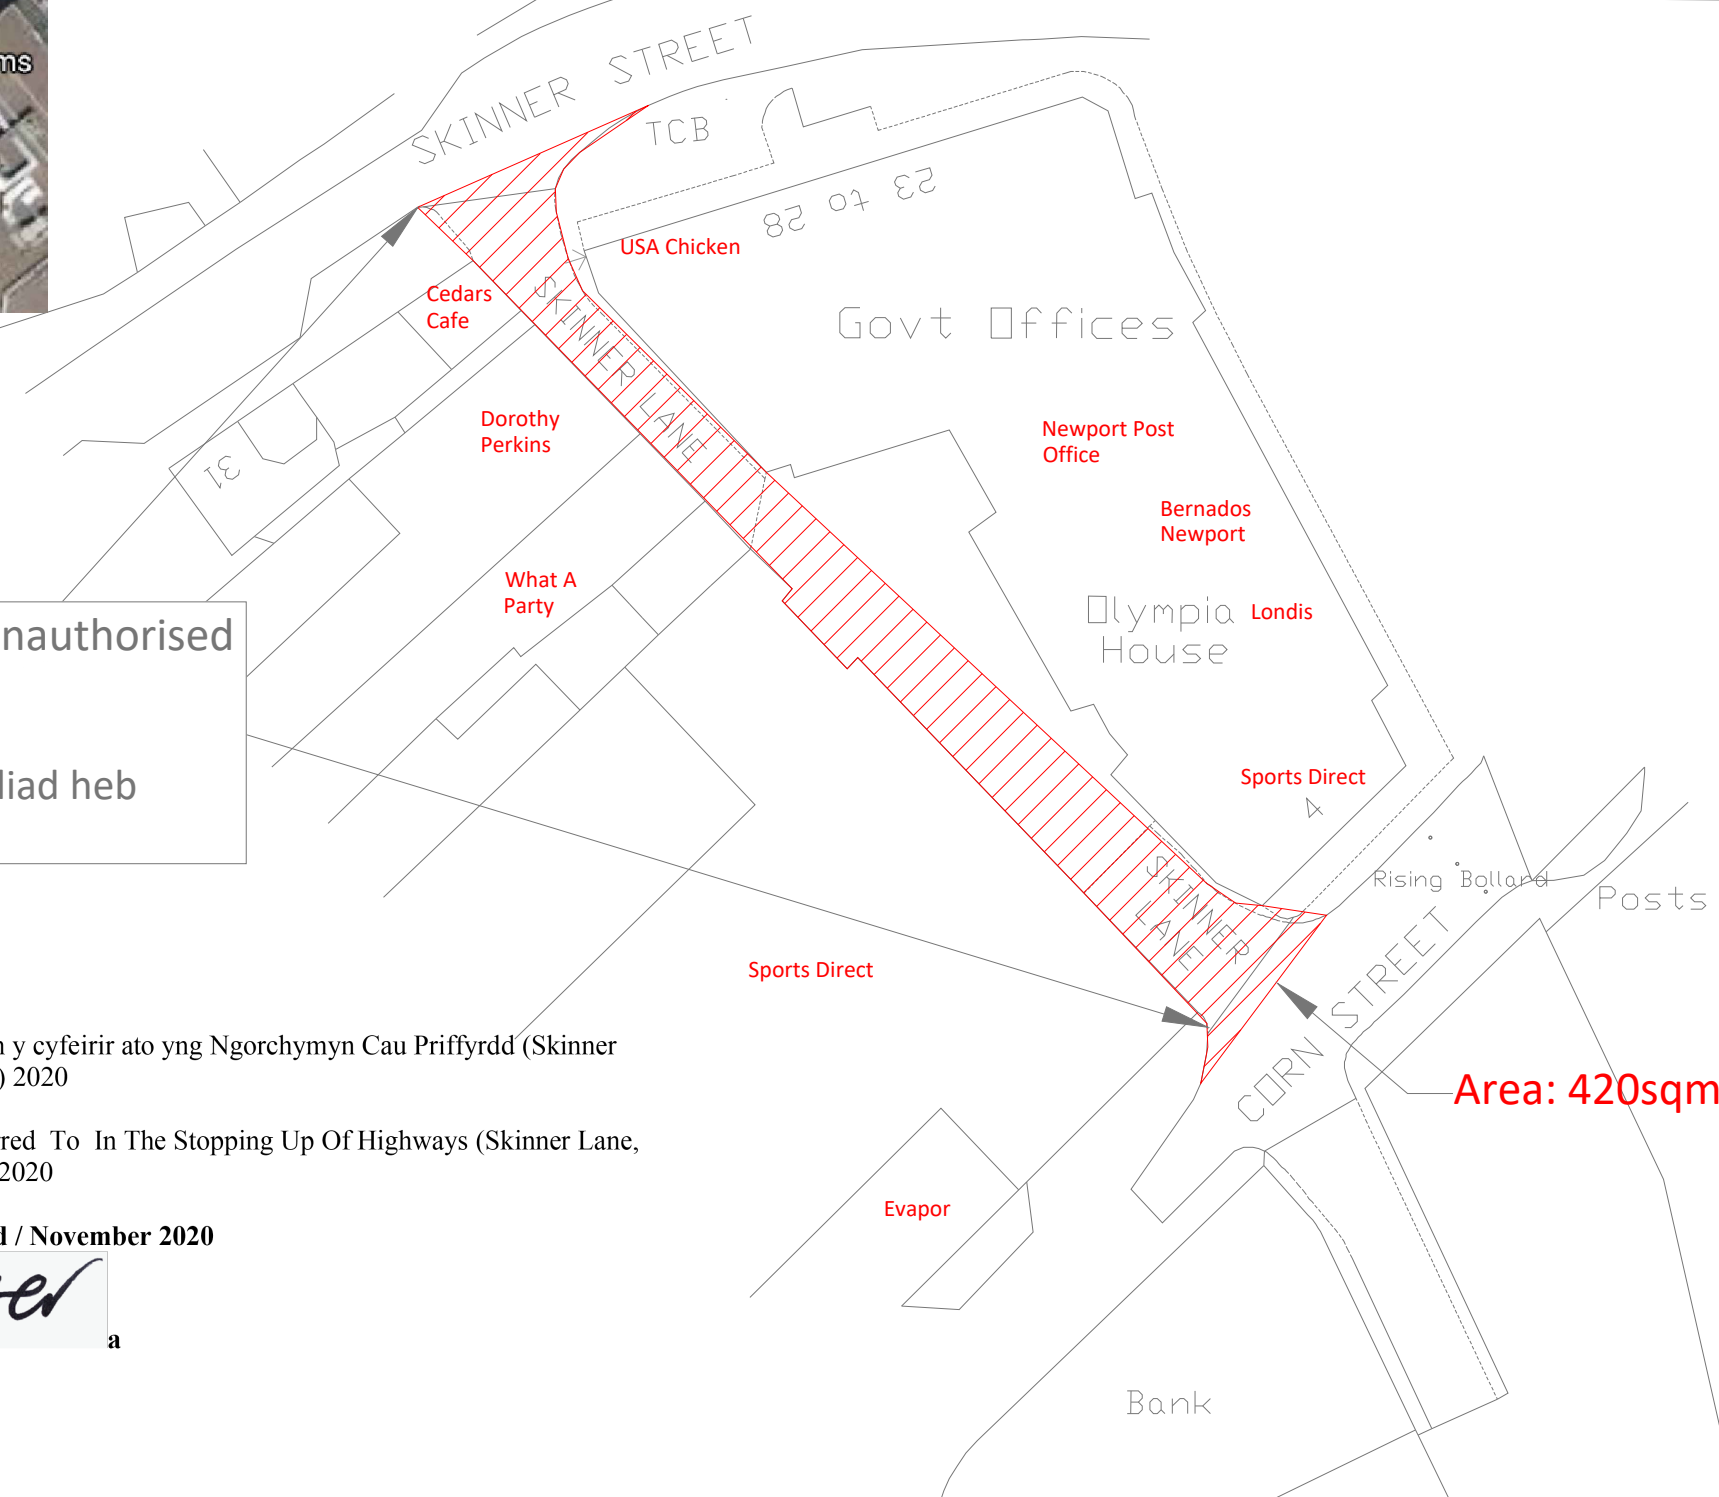 ms
SKINNER STREET
TCB
23 to 28
USA Chicken
Cedars
Cafe
SKINNER LANE
Govt Offices
Dorothy
Perkins
31
Newport Post
Office
Bernados
Newport
What A
Party
Olympia
House
Londis
nauthorised
liad heb
Sports Direct
4
SKINNER
LANE
Rising Bollard
Posts
CORN STREET
Sports Direct
Area: 420sqm
n y cyfeirir ato yng Ngorchymyn Cau Priffyrdd (Skinner
) 2020
red To In The Stopping Up Of Highways (Skinner Lane,
2020
Evapor
d / November 2020
er
a
Bank